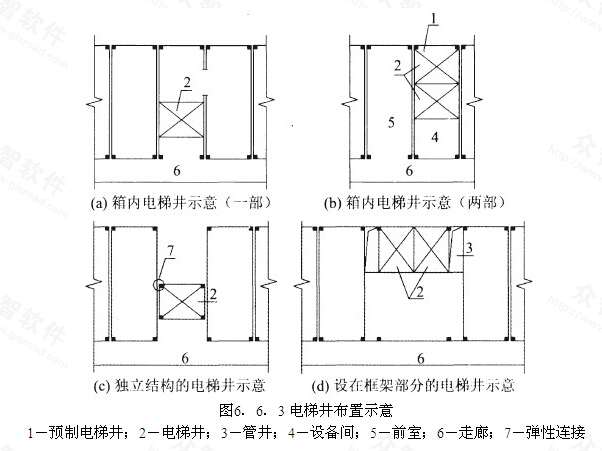 1
2
2
5
4
6
6
(a) 箱内电梯井示意（一部）
(b) 箱内电梯井示意（两部）
7
2
3
2
6
6
(c) 独立结构的电梯井示意
(d) 设在框架部分的电梯井示意
图6．6．3电梯井布置示意
1—预制电梯井；2—电梯井；3—管井；4—设备间；5—前室；6—走廊；7—弹性连接